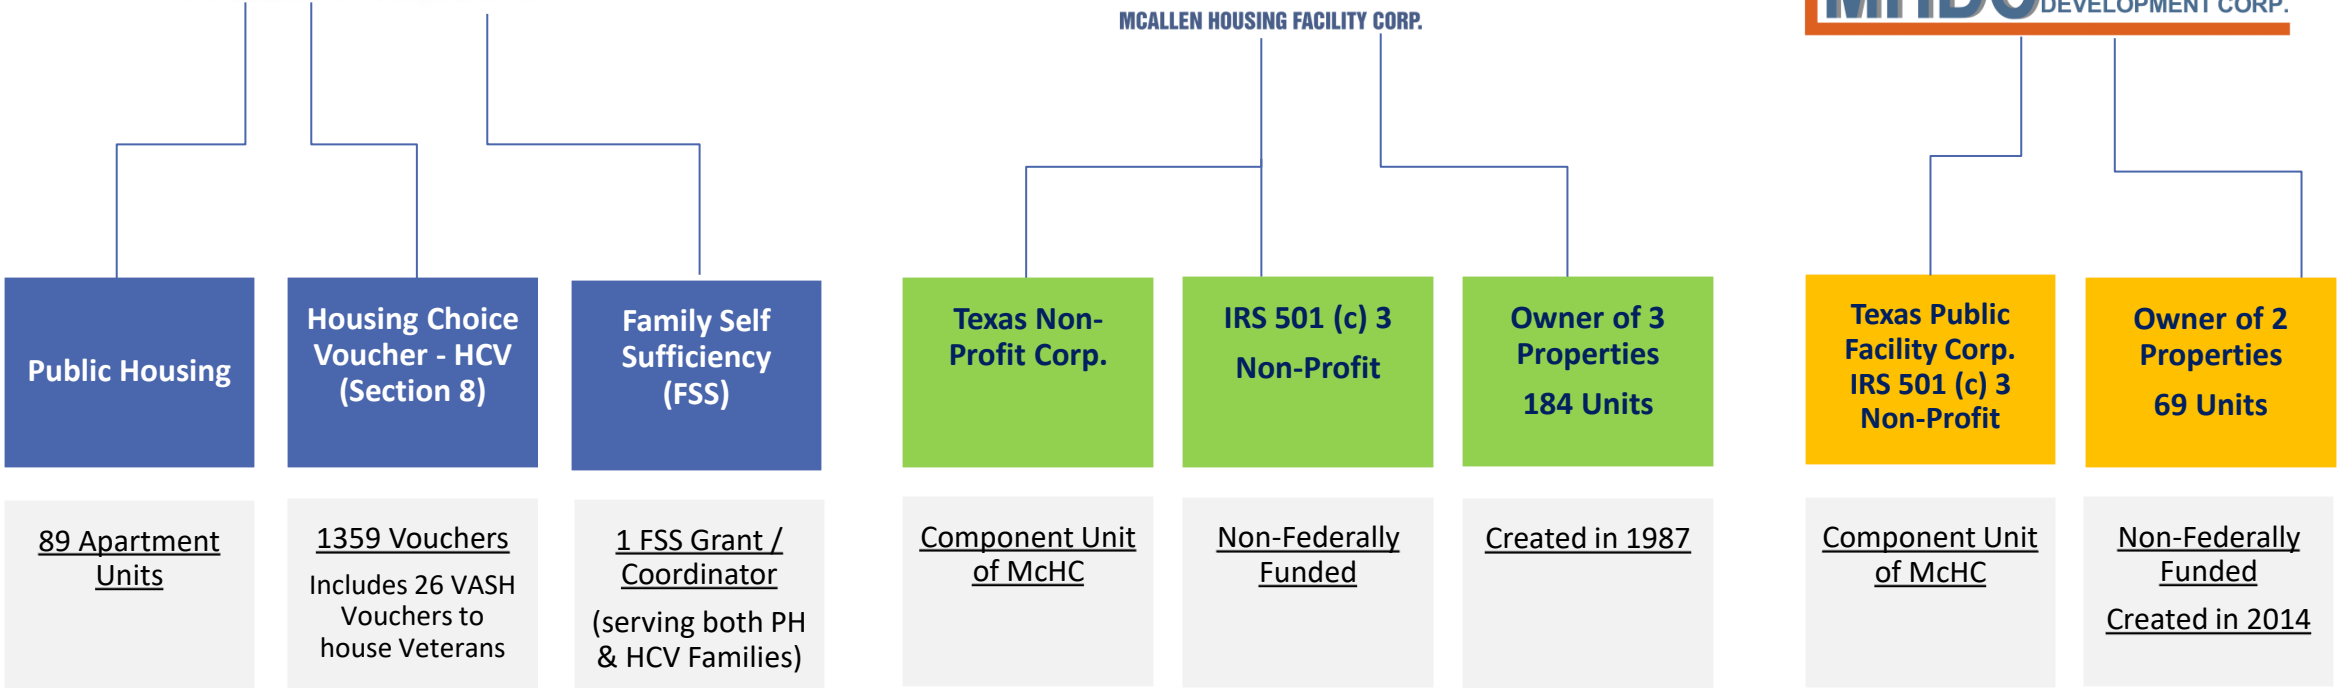 MCALLEN HOUSING FACILITY CORP.
DEVELOPMENT CORP.
Public Housing
Housing Choice
Voucher - HCV
(Section 8)
Family Self
Sufficiency
(FSS)
Texas Non-
Profit Corp.
IRS 501 (c) 3
Non-Profit
Owner of 3
Properties
184 Units
Texas Public
Facility Corp.
IRS 501 (c) 3
Non-Profit
Owner of 2
Properties
69 Units
89 Apartment
Units
1359 Vouchers
Includes 26 VASH
Vouchers to
house Veterans
1 FSS Grant /
Coordinator
(serving both PH
& HCV Families)
Component Unit
of McHC
Non-Federally
Funded
Created in 1987
Component Unit
of McHC
Non-Federally
Funded
Created in 2014